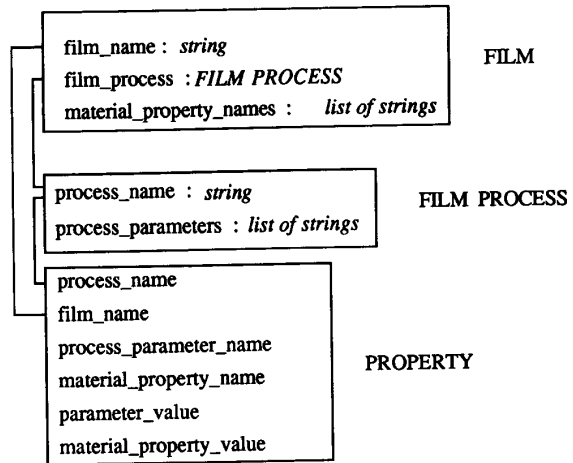 film_name : string
film_process : FILM PROCESS
material_property_names : list of strings
FILM
process_name : string
process_parameters : list of strings
FILM PROCESS
process_name
film_name
process_parameter_name
material_property_name
parameter_value
material_property_value
PROPERTY